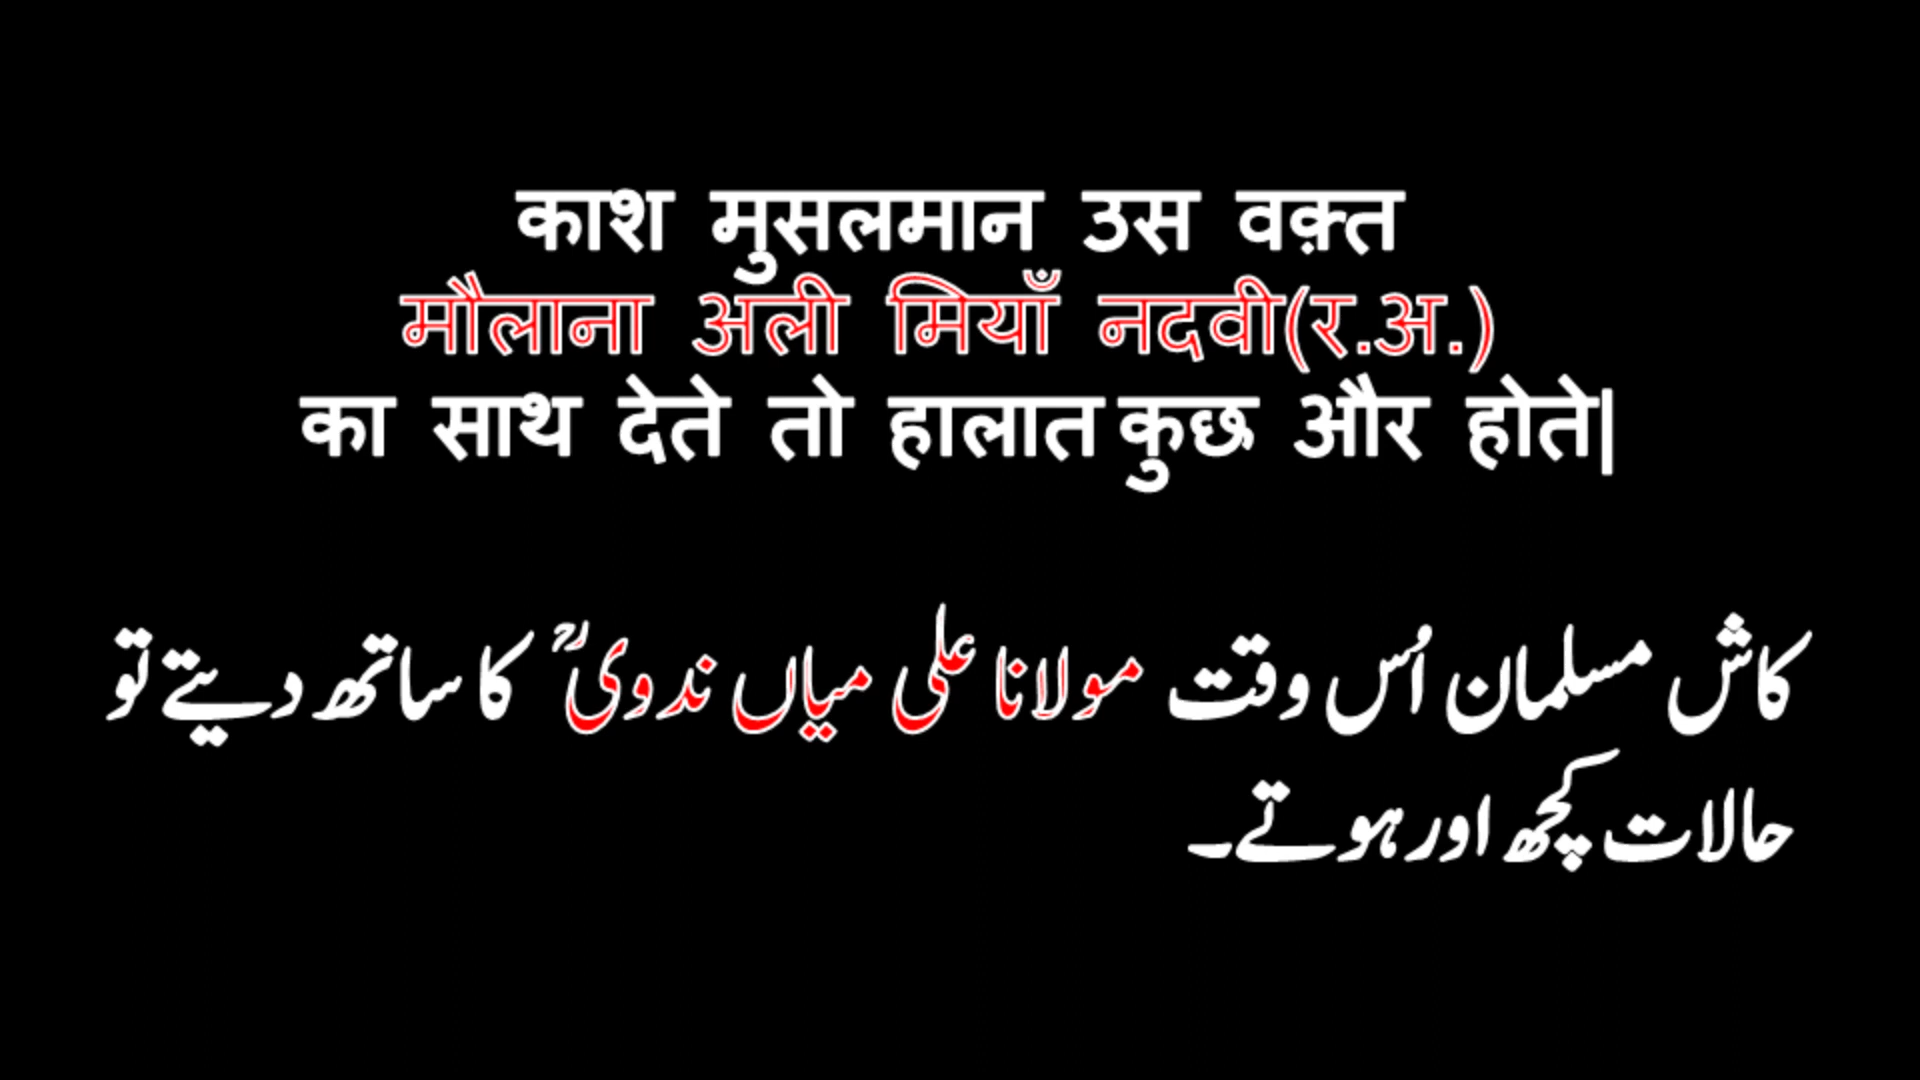 काश मुसलमान उस वक़्त
मौलाना अली मियाँ नदवी(र.अ.)
का साथ देते तो हालात कुछ और होते|
کاش مسلمان اُس وقت مولانا علی میاں ندویؒ کا ساتھ دیتے تو
حالات کچھ اور ہوتے۔